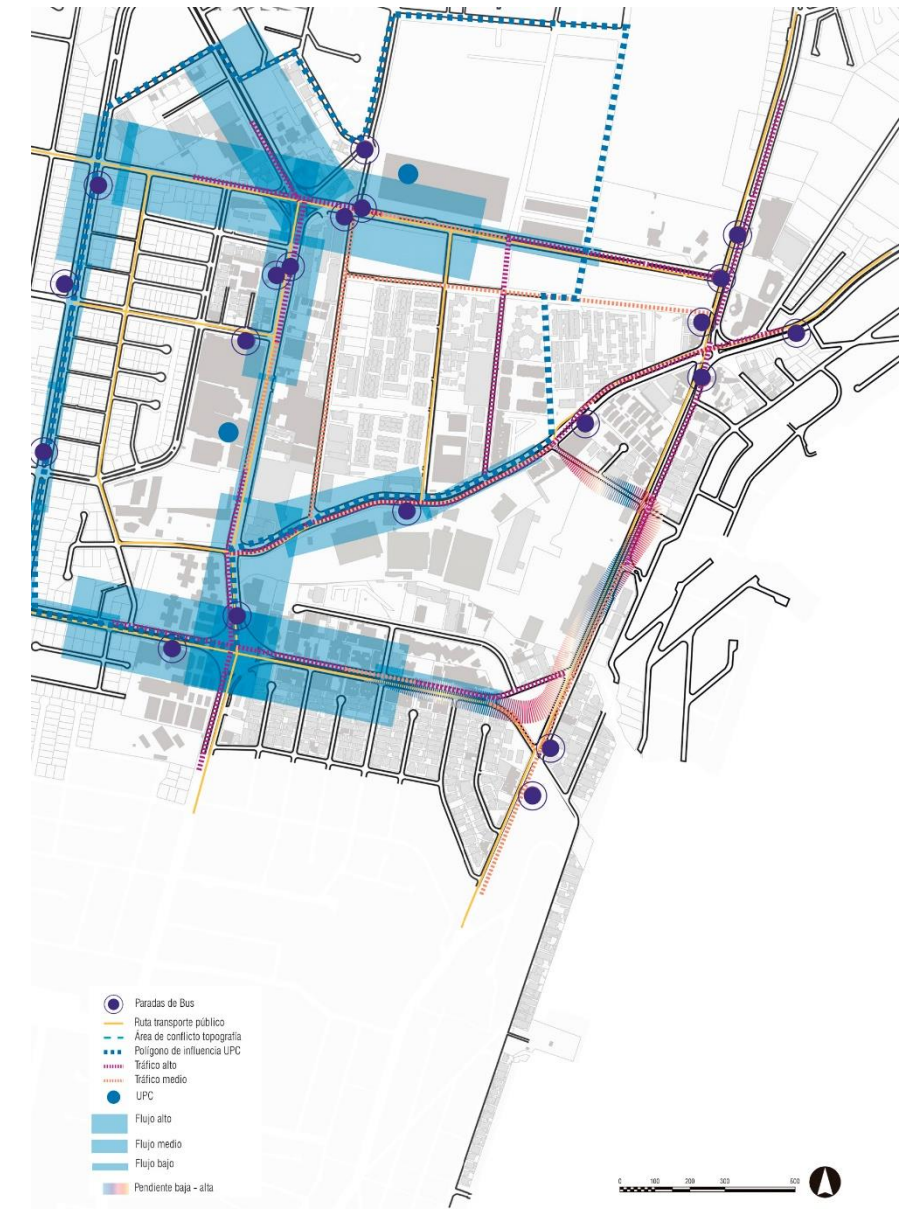 Paradas de Bus
Ruta transporte público
Área de conflicto topografía
Polígono de influencia UPC
Tráfico alto
Tráfico medio
UPC
Flujo alto
Flujo medio
Flujo bajo
Pendiente baja - alta
0 100 200 300 500